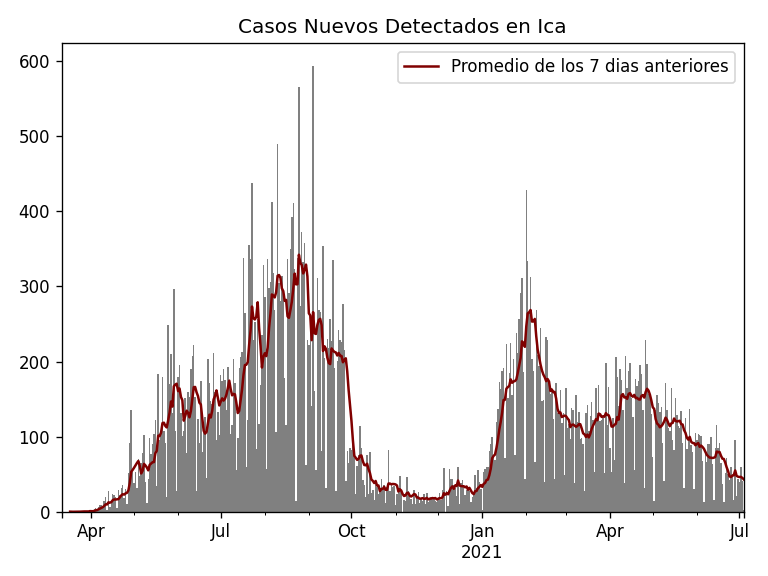 Casos Nuevos Detectados en Ica
Promedio de los 7 dias anteriores
600
500
400
300
200
100
0
Apr Jul Oct Jan Apr Jul
2021